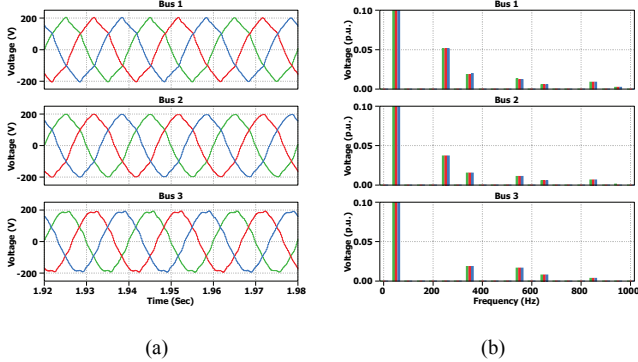 Bus 1
Voltage (V)
200
0
-200
Bus 2
Voltage (V)
200
0
-200
Bus 3
Voltage (V)
200
0
-200
1.92 1.93 1.94 1.95 1.96 1.97 1.98
Time (Sec)
(a)
Bus 1
Voltage (p.u.)
0.10
0.05
0.00
Bus 2
Voltage (p.u.)
0.10
0.05
0.00
Bus 3
Voltage (p.u.)
0.10
0.05
0.00
0 200 400 600 800 1000
Frequency (Hz)
(b)